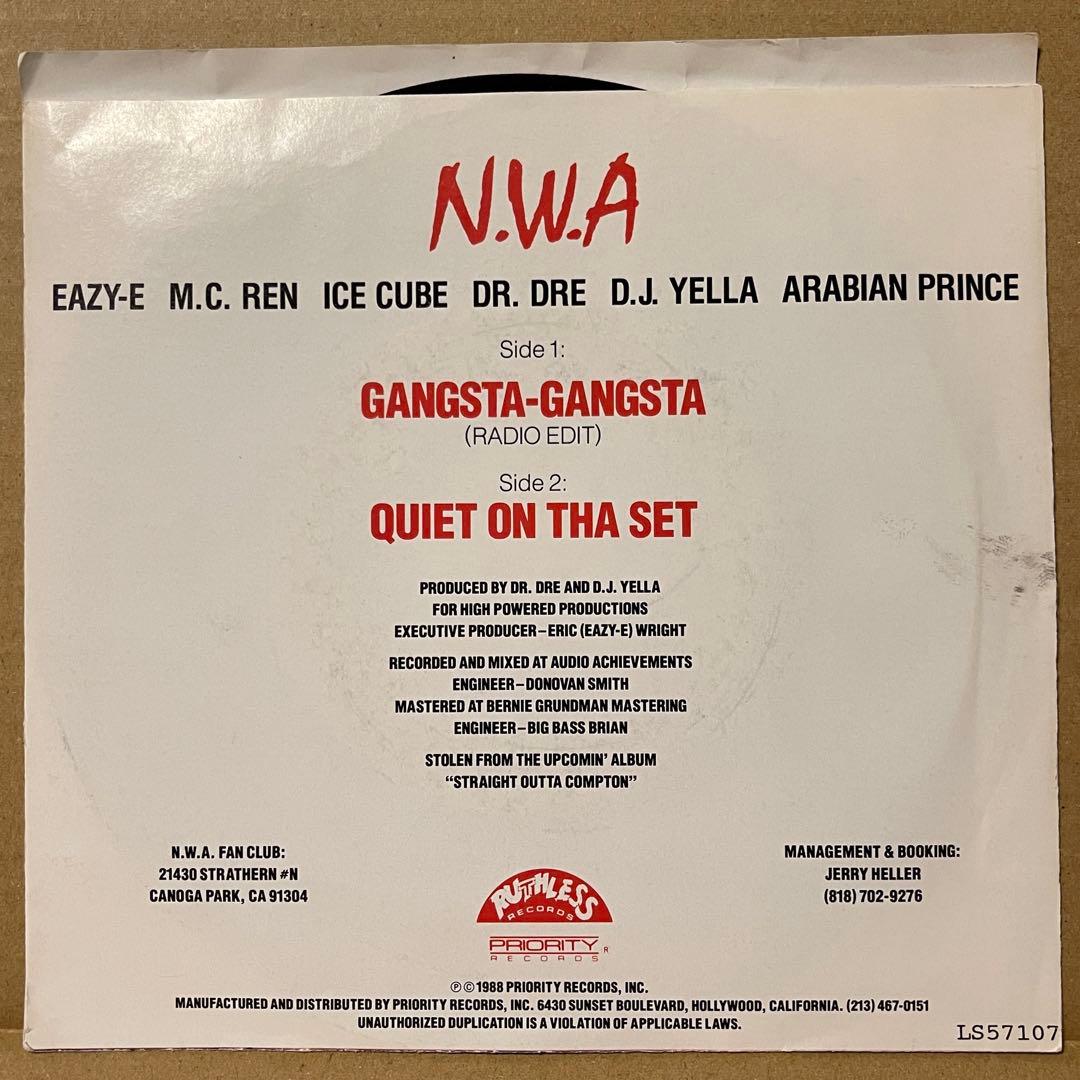 N.W.A
EAZY-E M.C. REN ICE CUBE DR. DRE D.J. YELLA ARABIAN PRINCE
Side 1:
GANGSTA-GANGSTA
(RADIO EDIT)
Side 2:
QUIET ON THA SET
PRODUCED BY DR. DRE AND D.J. YELLA
FOR HIGH POWERED PRODUCTIONS
EXECUTIVE PRODUCER–ERIC (EAZY-E) WRIGHT
RECORDED AND MIXED AT AUDIO ACHIEVEMENTS
ENGINEER–DONOVAN SMITH
MASTERED AT BERNIE GRUNDMAN MASTERING
ENGINEER–BIG BASS BRIAN
STOLEN FROM THE UPCOMIN' ALBUM
“STRAIGHT OUTTA COMPTON”
N.W.A. FAN CLUB:
21430 STRATHERN #N
CANOGA PARK, CA 91304
MANAGEMENT & BOOKING:
JERRY HELLER
(818) 702-9276
RUTHLESS
RECORDS
PRIORITY R
RECORDS
℗ © 1988 PRIORITY RECORDS, INC.
MANUFACTURED AND DISTRIBUTED BY PRIORITY RECORDS, INC. 6430 SUNSET BOULEVARD, HOLLYWOOD, CALIFORNIA. (213) 467-0151
UNAUTHORIZED DUPLICATION IS A VIOLATION OF APPLICABLE LAWS.
LS57107